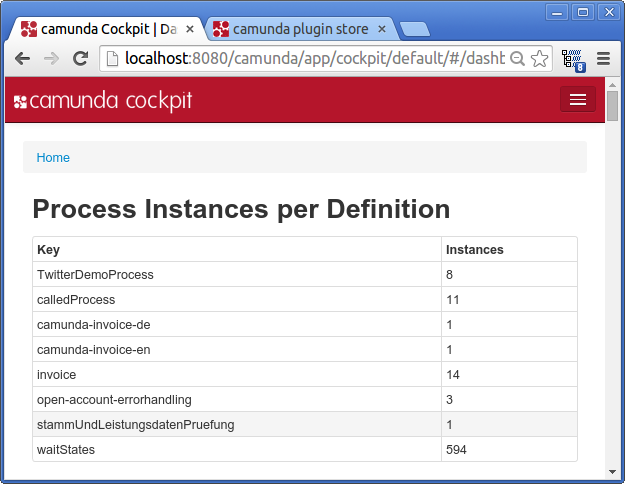 camunda Cockpit | Da
camunda plugin store
localhost:8080/camunda/app/cockpit/default/#/dashb
8
camunda cockpit
Home
Process Instances per Definition
Key Instances
TwitterDemoProcess 8
calledProcess 11
camunda-invoice-de 1
camunda-invoice-en 1
invoice 14
open-account-errorhandling 3
stammUndLeistungsdatenPruefung 1
waitStates 594